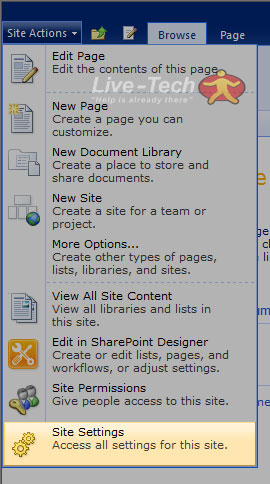 Site Actions Browse Page
Edit Page
Edit the contents of this page.
Live-Tech
"Help is already there"
New Page
Create a page you can
customize.
New Document Library
Create a place to store and
share documents.
New Site
Create a site for a team or
project.
More Options...
Create other types of pages,
lists, libraries, and sites.
View All Site Content
View all libraries and lists in
this site.
Edit in SharePoint Designer
Create or edit lists, pages, and
workflows, or adjust settings.
Site Permissions
Give people access to this site.
Site Settings
Access all settings for this site.